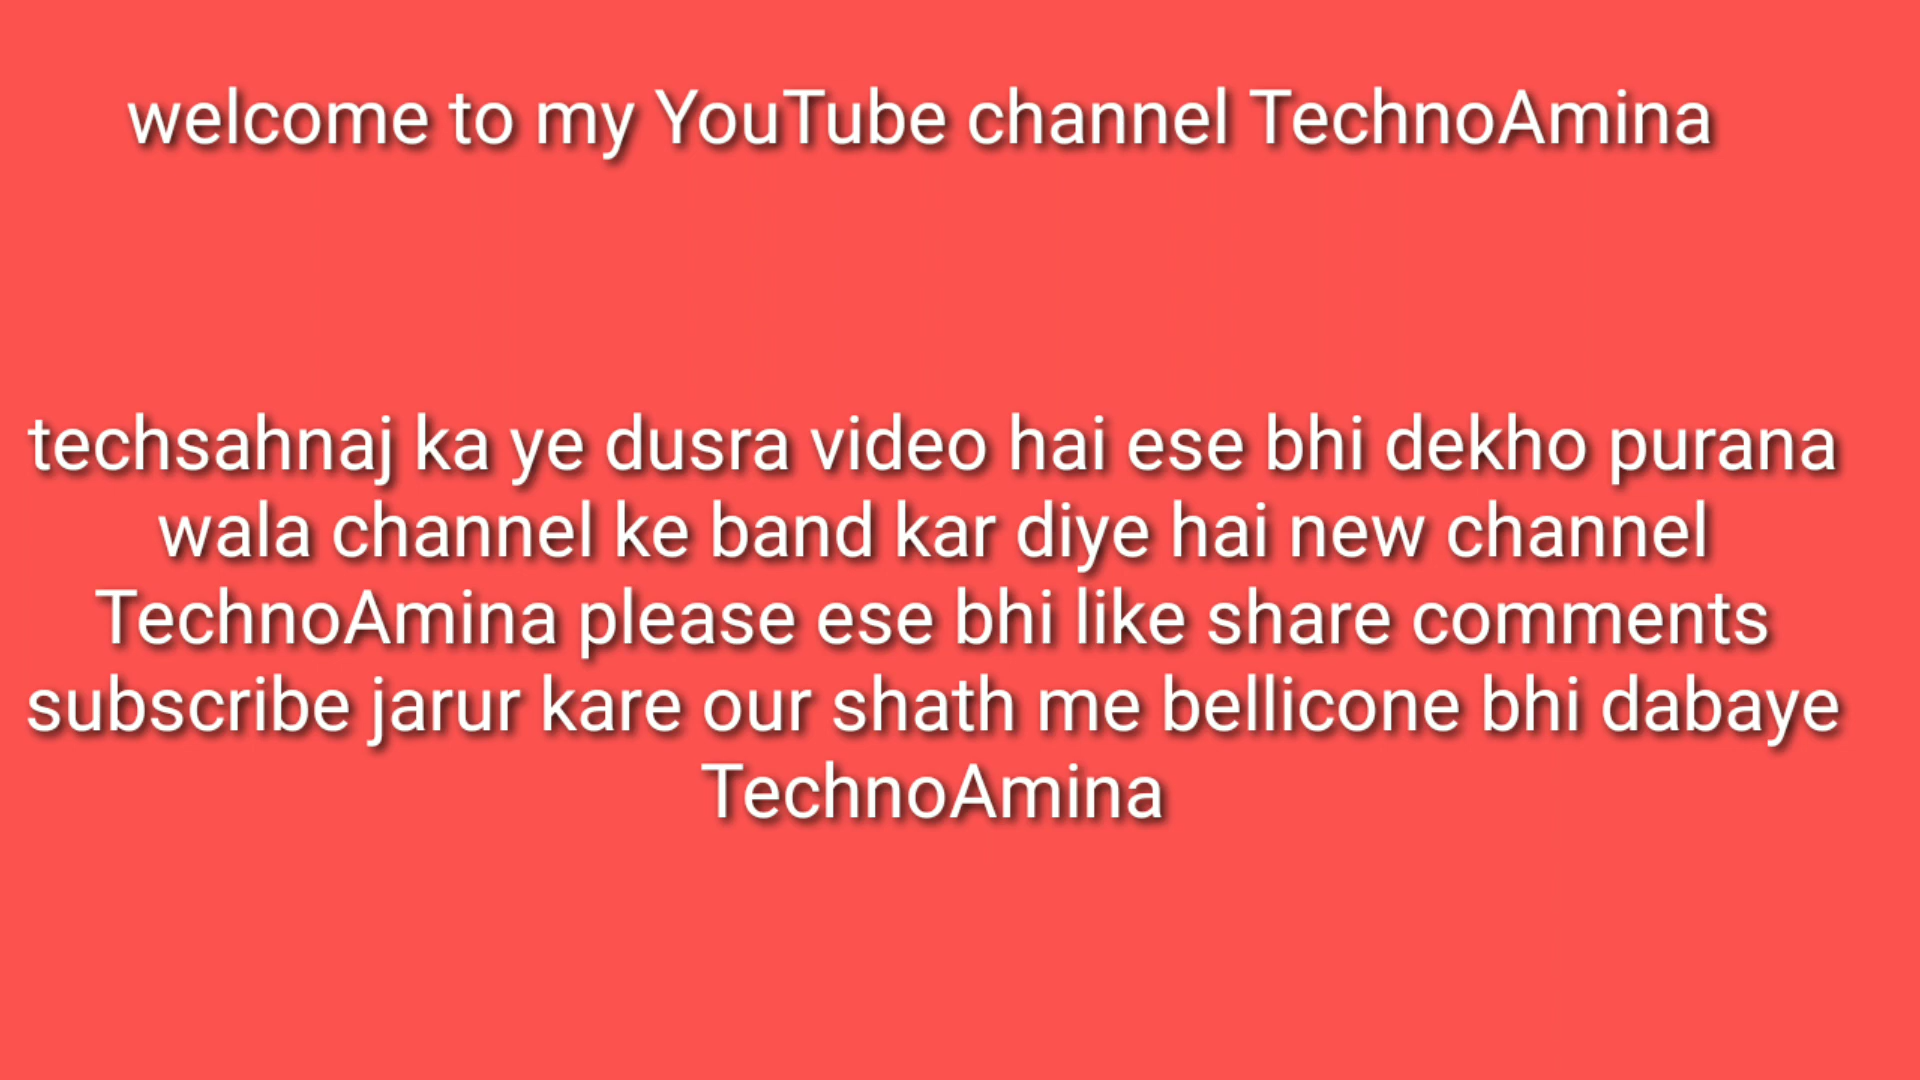 welcome to my YouTube channel TechnoAmina
techsahnaj ka ye dusra video hai ese bhi dekho purana
wala channel ke band kar diye hai new channel
TechnoAmina please ese bhi like share comments
subscribe jarur kare our shath me bellicone bhi dabaye
TechnoAmina